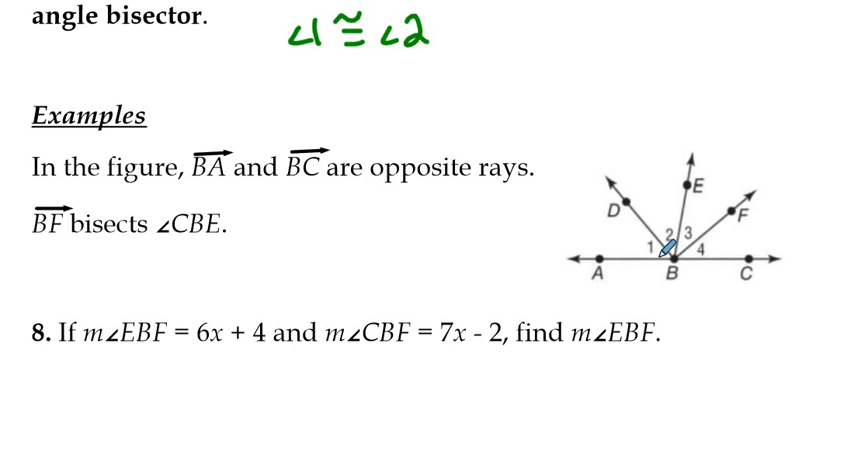 angle bisector.
∠1 ≅ ∠2
Examples
In the figure, BA and BC are opposite rays.
BF bisects ∠CBE.
E
D
F
2
3
1
4
A
B
C
8. If m∠EBF = 6x + 4 and m∠CBF = 7x - 2, find m∠EBF.